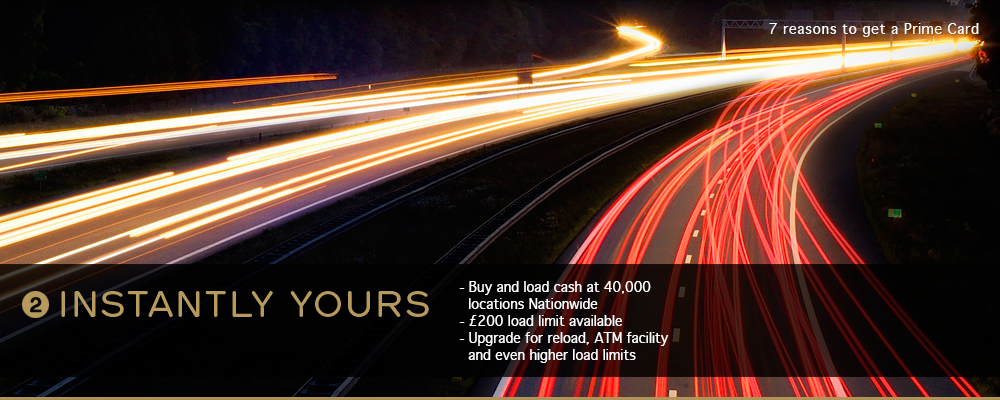 7 reasons to get a Prime Card
2 INSTANTLY YOURS
- Buy and load cash at 40,000
locations Nationwide
- £200 load limit available
- Upgrade for reload, ATM facility
and even higher load limits